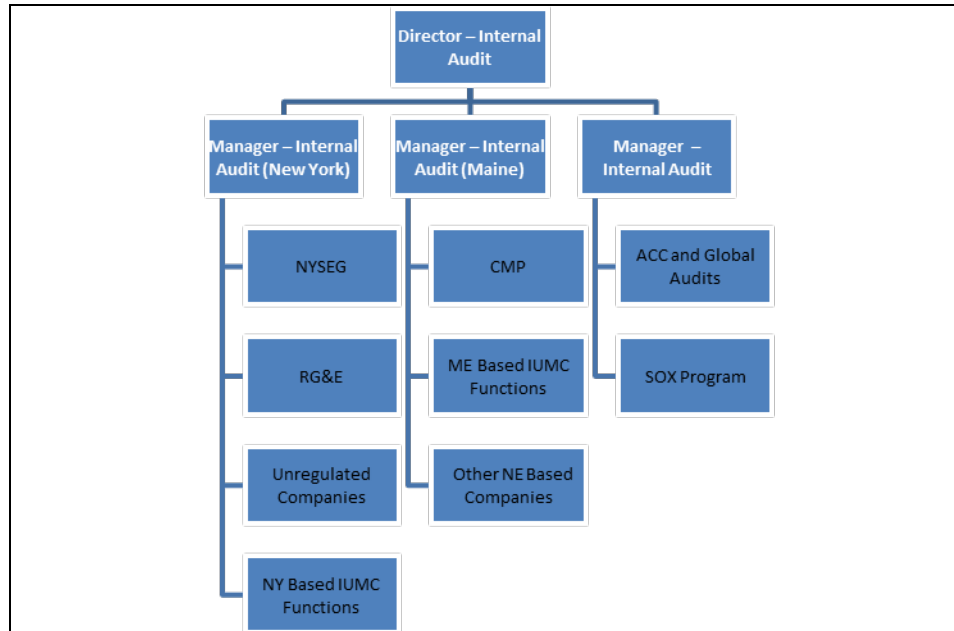 Director – Internal
Audit
Manager – Internal
Audit (New York)
Manager – Internal
Audit (Maine)
Manager –
Internal Audit
NYSEG
CMP
ACC and Global
Audits
RG&E
ME Based IUMC
Functions
SOX Program
Unregulated
Companies
Other NE Based
Companies
NY Based IUMC
Functions